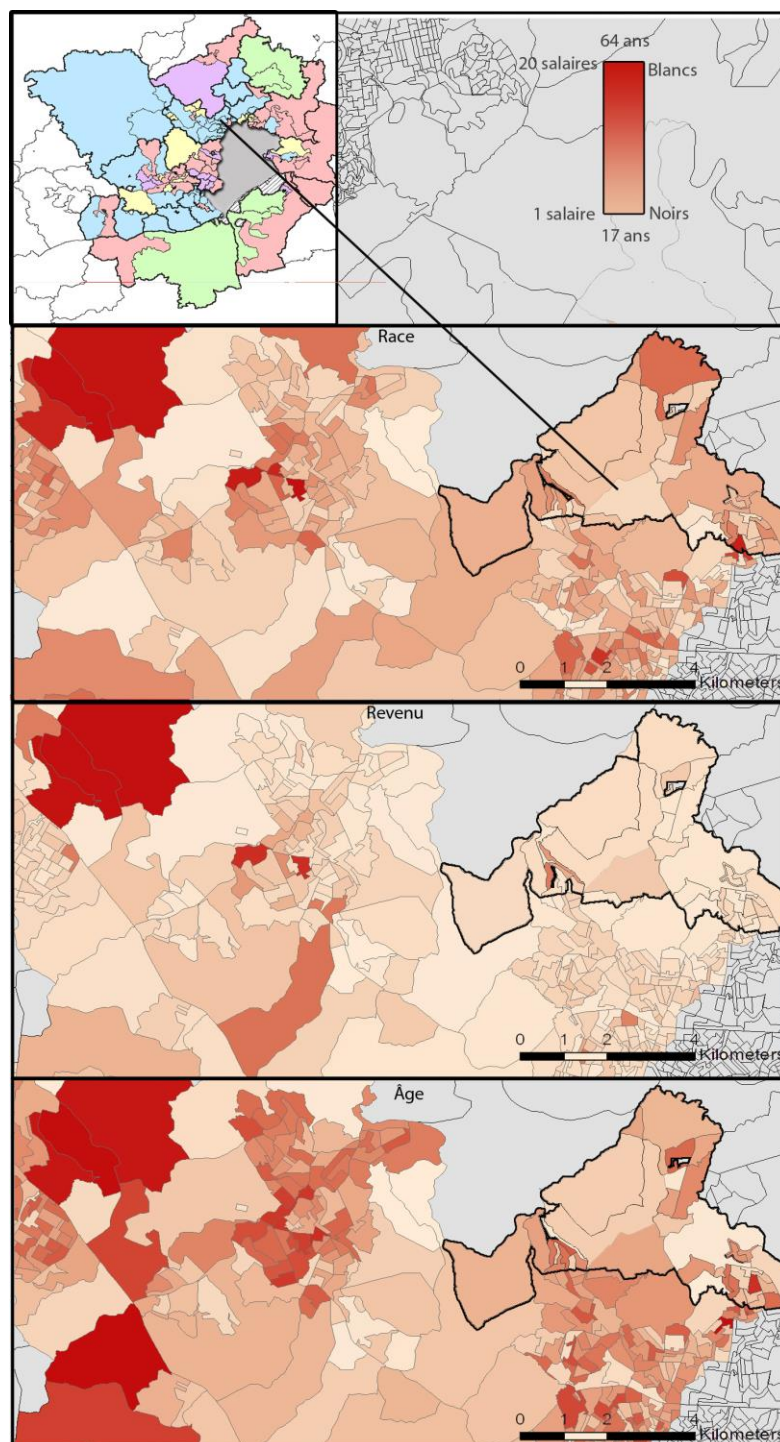 64 ans
20 salaires
Blancs
1 salaire
Noirs
17 ans
Race
0 1 2 4
Kilometers
Revenu
0 1 2 4
Kilometers
Âge
0 1 2 4
Kilometers